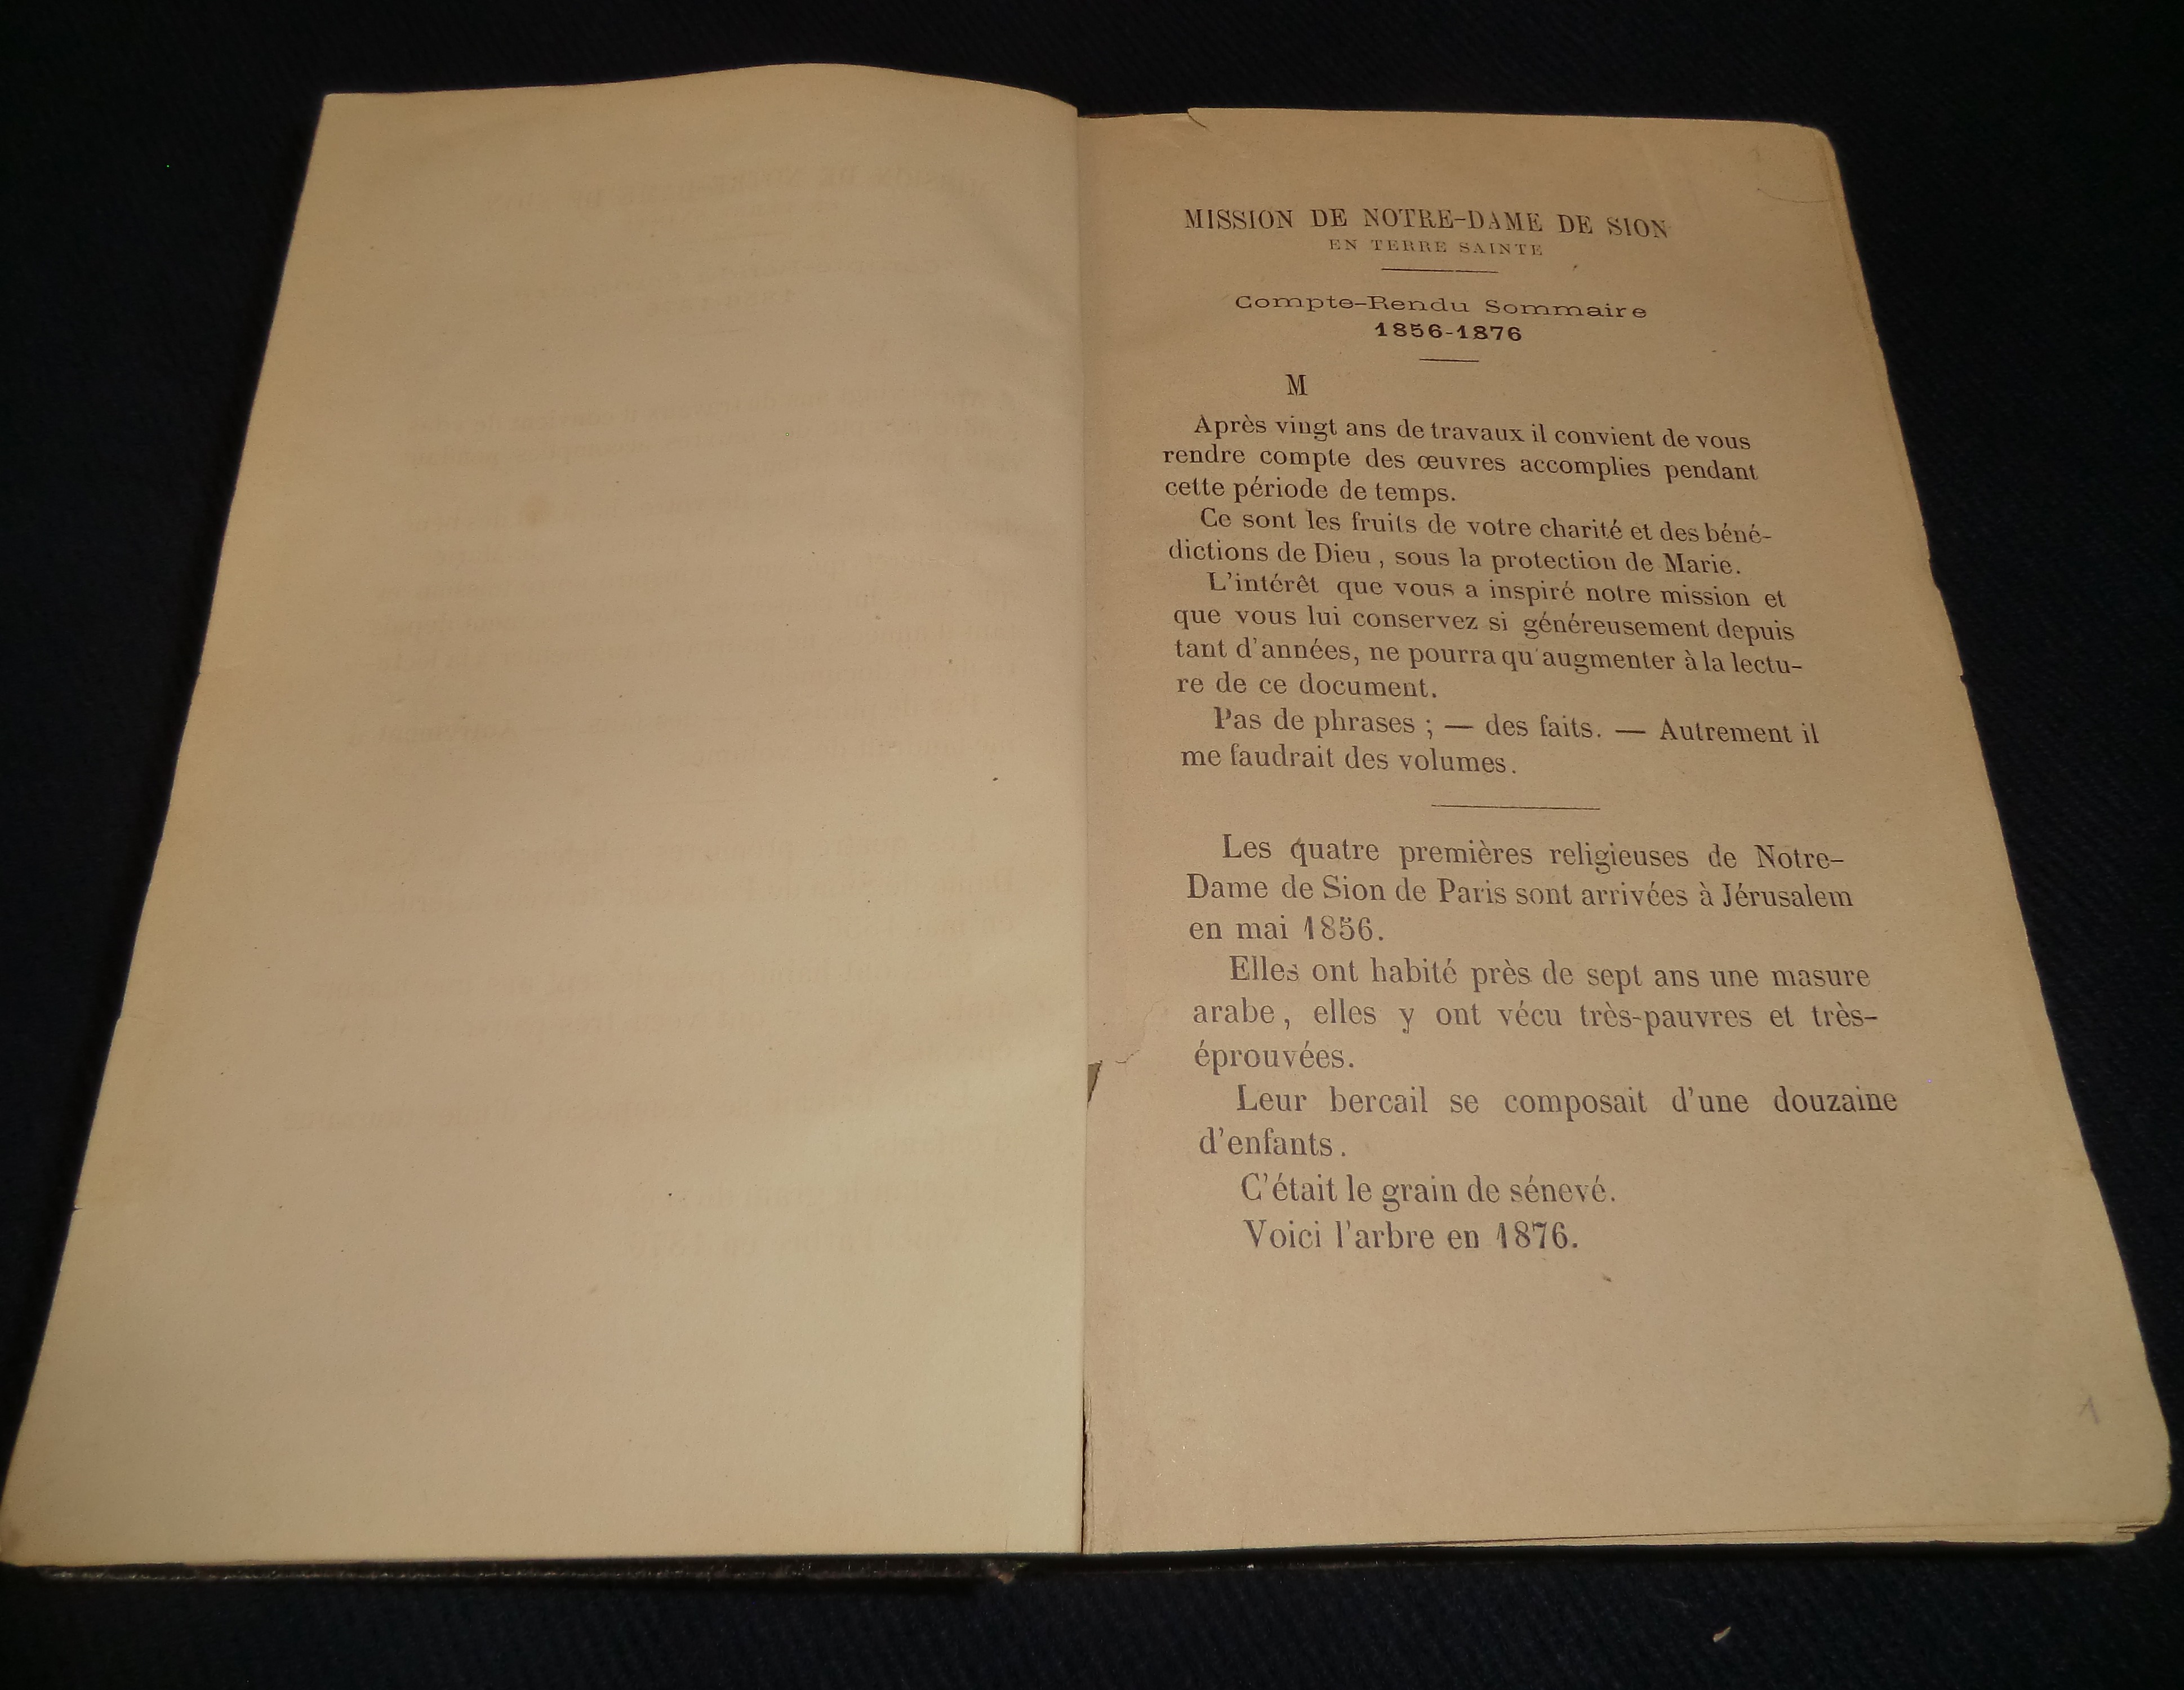 MISSION DE NOTRE-DAME DE SION
EN TERRE SAINTE
Compte-Rendu Sommaire
1856-1876
M
Après vingt ans de travaux il convient de vous
rendre compte des œuvres accomplies pendant
cette période de temps.
Ce sont les fruits de votre charité et des béné-
dictions de Dieu, sous la protection de Marie.
L'intérêt que vous a inspiré notre mission et
que vous lui conservez si généreusement depuis
tant d'années, ne pourra qu'augmenter à la lectu-
re de ce document.
Pas de phrases ; — des faits. — Autrement il
me faudrait des volumes.
Les quatre premières religieuses de Notre-
Dame de Sion de Paris sont arrivées à Jérusalem
en mai 1856.
Elles ont habité près de sept ans une masure
arabe, elles y ont vécu très-pauvres et très-
éprouvées.
Leur bercail se composait d'une douzaine
d'enfants.
C'était le grain de sénevé.
Voici l'arbre en 1876.
1